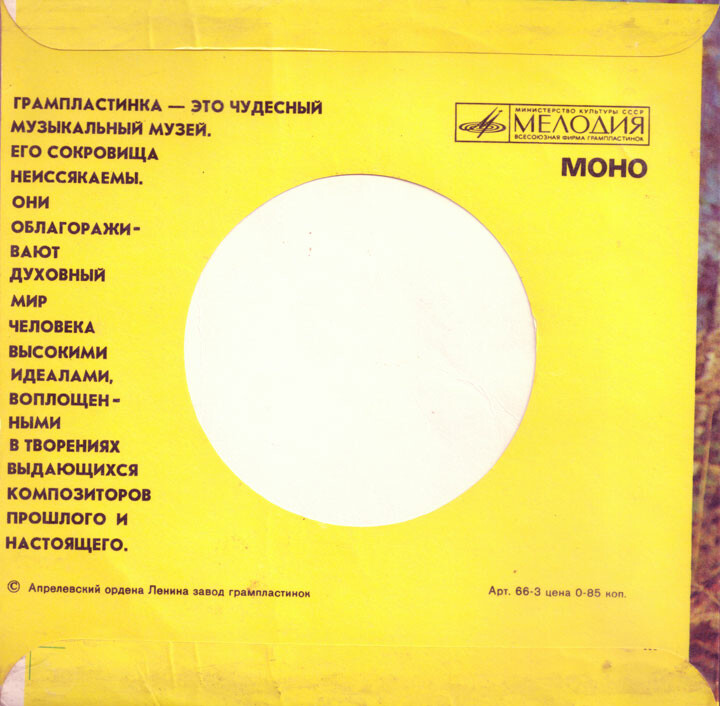 ГРАМПЛАСТИНКА — ЭТО ЧУДЕСНЫЙ
МУЗЫКАЛЬНЫЙ МУЗЕЙ.
ЕГО СОКРОВИЩА
НЕИССЯКАЕМЫ.
ОНИ
ОБЛАГОРАЖИ-
ВАЮТ
ДУХОВНЫЙ
МИР
ЧЕЛОВЕКА
ВЫСОКИМИ
ИДЕАЛАМИ,
ВОПЛОЩЕН-
НЫМИ
В ТВОРЕНИЯХ
ВЫДАЮЩИХСЯ
КОМПОЗИТОРОВ
ПРОШЛОГО И
НАСТОЯЩЕГО.
МИНИСТЕРСТВО КУЛЬТУРЫ СССР
МЕЛОДИЯ
ВСЕСОЮЗНАЯ ФИРМА ГРАМПЛАСТИНОК
МОНО
© Апрелевский ордена Ленина завод грампластинок
Арт. 66-3 цена 0-85 коп.